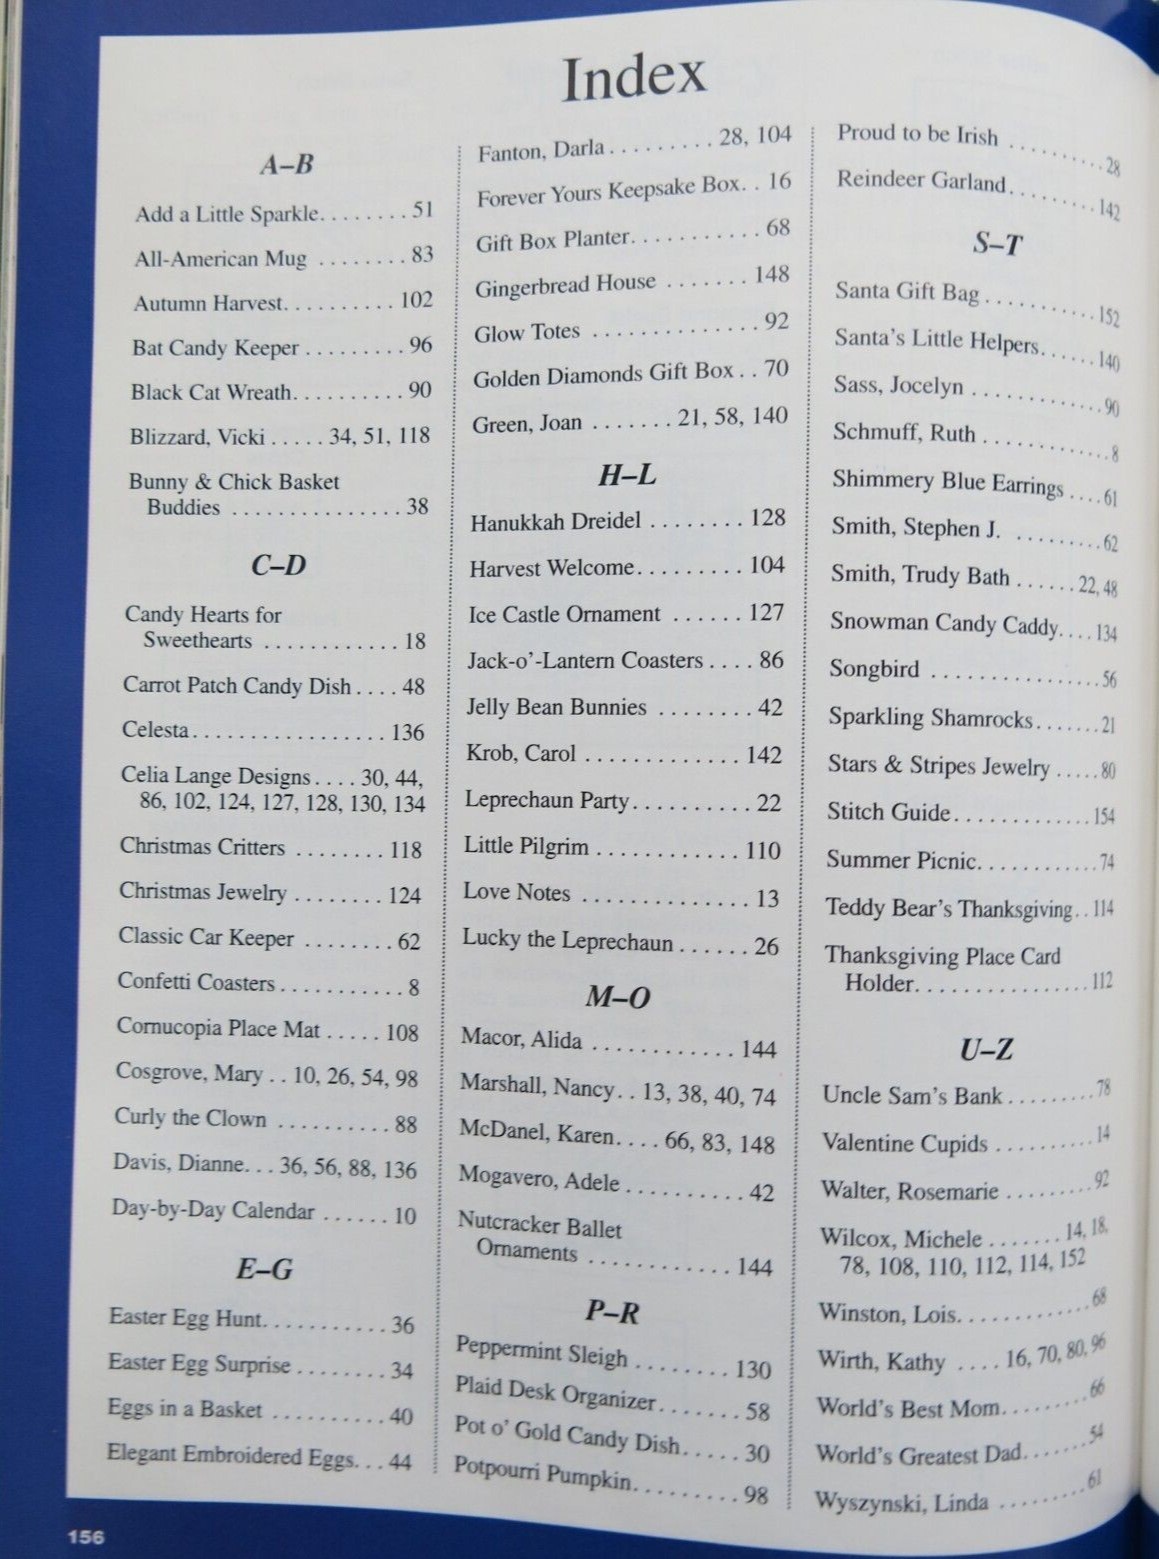 Index
A–B
Add a Little Sparkle. . . . . . . . 51
All-American Mug . . . . . . . . 83
Autumn Harvest. . . . . . . . . . 102
Bat Candy Keeper . . . . . . . . . 96
Black Cat Wreath. . . . . . . . . . 90
Blizzard, Vicki . . . . . 34, 51, 118
Bunny & Chick Basket
Buddies . . . . . . . . . . . . . . . 38
C–D
Candy Hearts for
Sweethearts . . . . . . . . . . . . 18
Carrot Patch Candy Dish . . . . 48
Celesta. . . . . . . . . . . . . . . . . 136
Celia Lange Designs . . . . 30, 44,
86, 102, 124, 127, 128, 130, 134
Christmas Critters . . . . . . . . 118
Christmas Jewelry . . . . . . . . 124
Classic Car Keeper . . . . . . . . 62
Confetti Coasters . . . . . . . . . . . 8
Cornucopia Place Mat . . . . . 108
Cosgrove, Mary . . 10, 26, 54, 98
Curly the Clown . . . . . . . . . . 88
Davis, Dianne. . . 36, 56, 88, 136
Day-by-Day Calendar . . . . . . 10
E–G
Easter Egg Hunt. . . . . . . . . . . 36
Easter Egg Surprise . . . . . . . . 34
Eggs in a Basket . . . . . . . . . . 40
Elegant Embroidered Eggs. . . 44
Fanton, Darla . . . . . . . . . 28, 104
Forever Yours Keepsake Box. . 16
Gift Box Planter. . . . . . . . . . . 68
Gingerbread House . . . . . . . 148
Glow Totes . . . . . . . . . . . . . . 92
Golden Diamonds Gift Box . . 70
Green, Joan . . . . . . . 21, 58, 140
H–L
Hanukkah Dreidel . . . . . . . . 128
Harvest Welcome. . . . . . . . . 104
Ice Castle Ornament . . . . . . 127
Jack-o’-Lantern Coasters . . . . 86
Jelly Bean Bunnies . . . . . . . . 42
Krob, Carol . . . . . . . . . . . . . 142
Leprechaun Party. . . . . . . . . . 22
Little Pilgrim . . . . . . . . . . . . 110
Love Notes . . . . . . . . . . . . . . 13
Lucky the Leprechaun . . . . . . 26
M–O
Macor, Alida . . . . . . . . . . . . 144
Marshall, Nancy. . 13, 38, 40, 74
McDanel, Karen. . . . 66, 83, 148
Mogavero, Adele . . . . . . . . . . 42
Nutcracker Ballet
Ornaments . . . . . . . . . . . . 144
P–R
Peppermint Sleigh . . . . . . . . 130
Plaid Desk Organizer. . . . . . . 58
Pot o’ Gold Candy Dish. . . . . 30
Potpourri Pumpkin. . . . . . . . . 98
Proud to be Irish . . . . . . . . . . 28
Reindeer Garland. . . . . . . . . 142
S–T
Santa Gift Bag . . . . . . . . . . . 152
Santa’s Little Helpers. . . . . . 140
Sass, Jocelyn . . . . . . . . . . . . . 90
Schmuff, Ruth . . . . . . . . . . . . . 8
Shimmery Blue Earrings . . . . 61
Smith, Stephen J. . . . . . . . . . 62
Smith, Trudy Bath . . . . . . 22, 48
Snowman Candy Caddy. . . . 134
Songbird . . . . . . . . . . . . . . . . 56
Sparkling Shamrocks. . . . . . . 21
Stars & Stripes Jewelry . . . . . 80
Stitch Guide. . . . . . . . . . . . . 154
Summer Picnic. . . . . . . . . . . . 74
Teddy Bear’s Thanksgiving. . 114
Thanksgiving Place Card
Holder. . . . . . . . . . . . . . . . 112
U–Z
Uncle Sam’s Bank . . . . . . . . . 78
Valentine Cupids . . . . . . . . . . 14
Walter, Rosemarie . . . . . . . . . 92
Wilcox, Michele . . . . . . . 14, 18,
78, 108, 110, 112, 114, 152
Winston, Lois. . . . . . . . . . . . . 68
Wirth, Kathy . . . . 16, 70, 80, 96
World’s Best Mom. . . . . . . . . 66
World’s Greatest Dad. . . . . . . 54
Wyszynski, Linda . . . . . . . . . 61
156